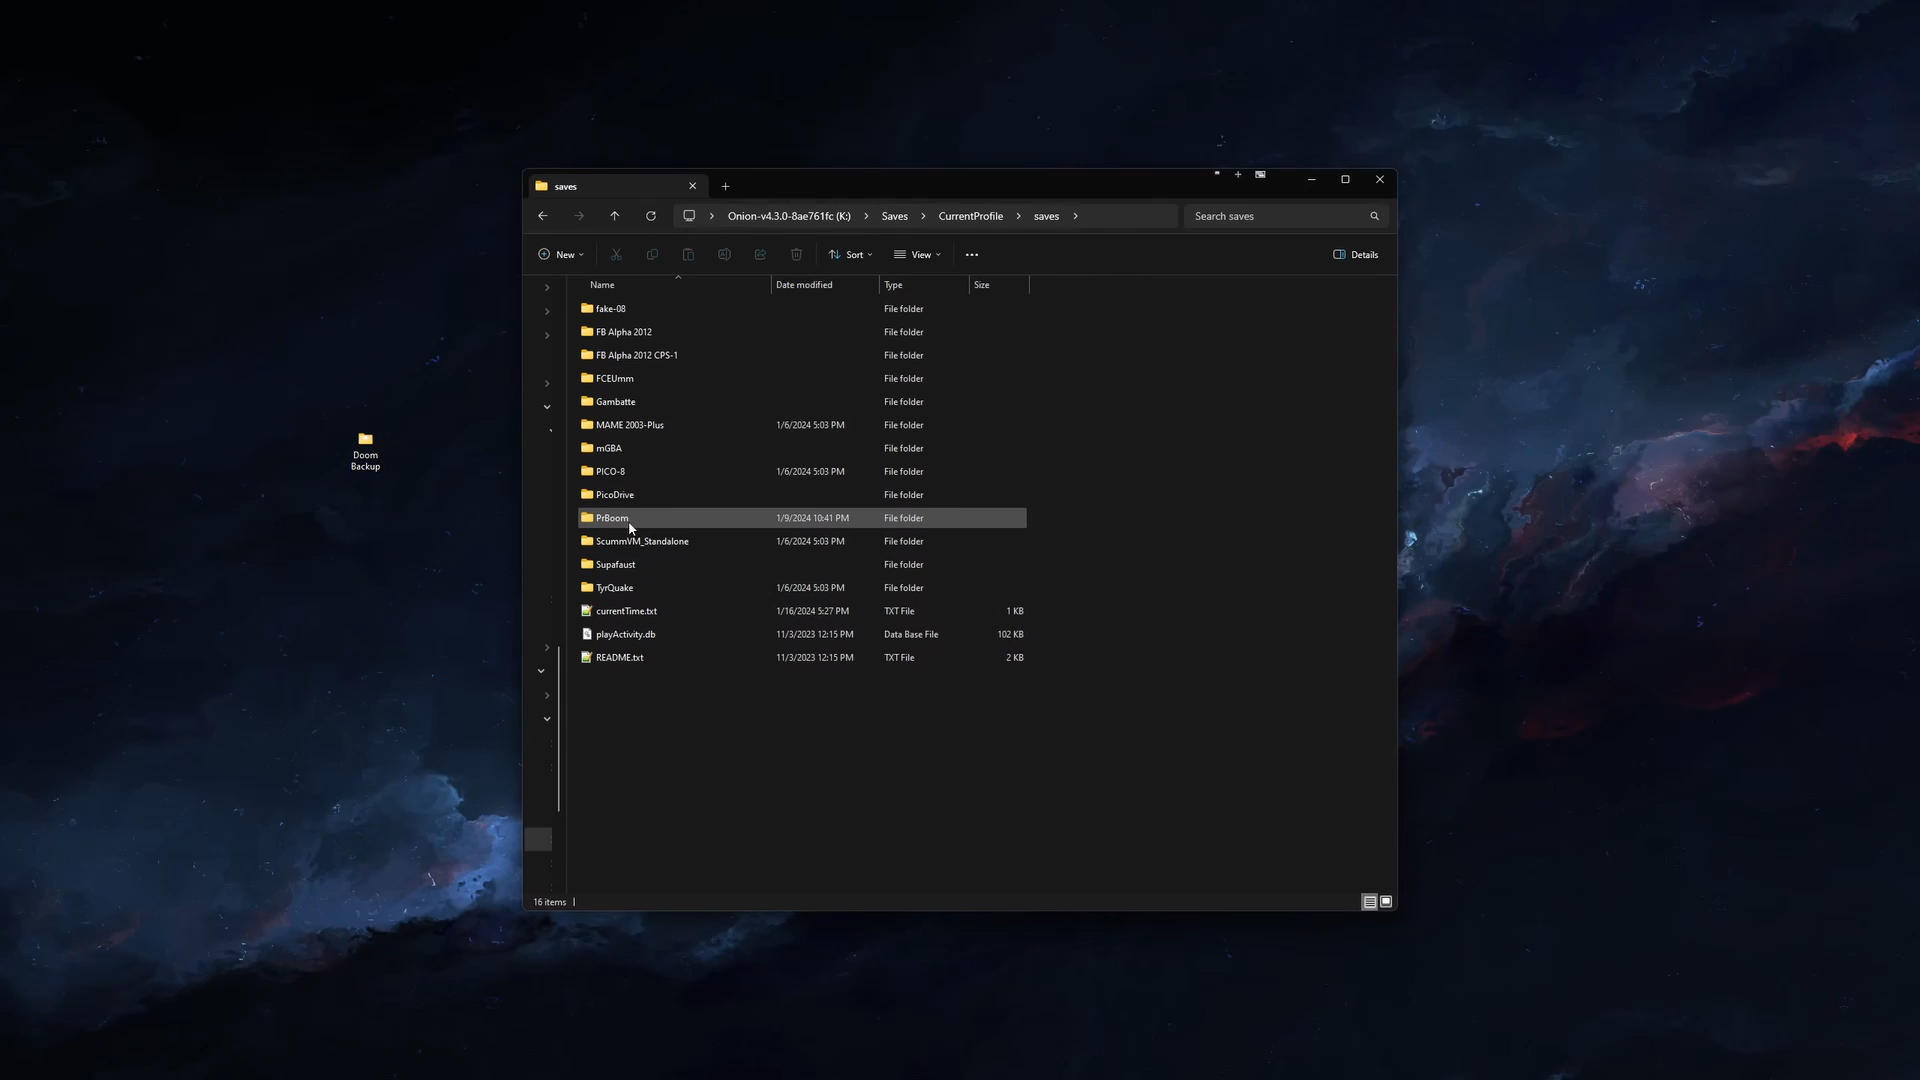 saves
Onion-v4.3.0-8ae761fc (K:) Saves CurrentProfile saves
Search saves
New Sort View Details
Name Date modified Type Size
fake-08 File folder
FB Alpha 2012 File folder
FB Alpha 2012 CPS-1 File folder
FCEUmm File folder
Gambatte File folder
MAME 2003-Plus 1/6/2024 5:03 PM File folder
mGBA File folder
PICO-8 1/6/2024 5:03 PM File folder
PicoDrive File folder
PrBoom 1/9/2024 10:41 PM File folder
ScummVM_Standalone 1/6/2024 5:03 PM File folder
Supafaust File folder
TyrQuake 1/6/2024 5:03 PM File folder
currentTime.txt 1/16/2024 5:27 PM TXT File 1 KB
playActivity.db 11/3/2023 12:15 PM Data Base File 102 KB
README.txt 11/3/2023 12:15 PM TXT File 2 KB
16 items
Doom
Backup